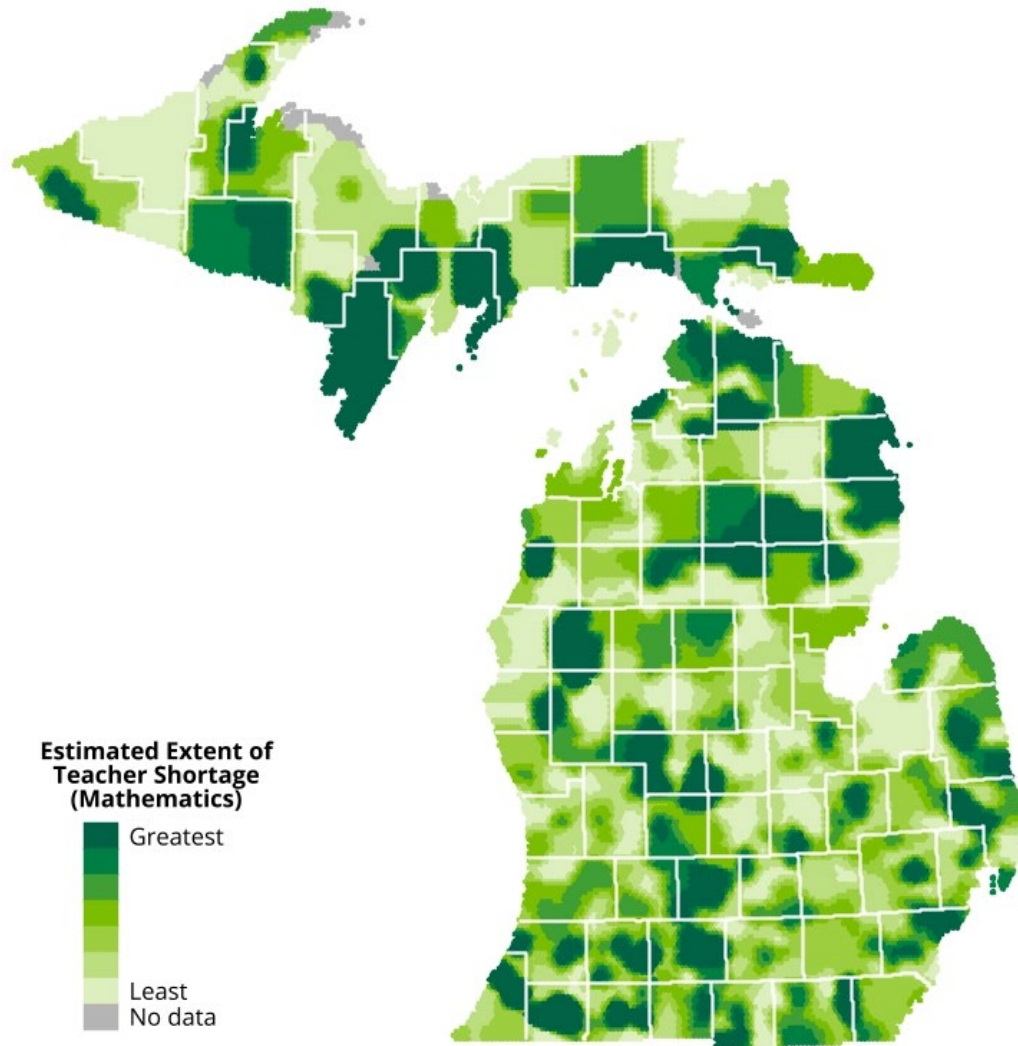 Estimated Extent of
Teacher Shortage
(Mathematics)
Greatest
Least
No data